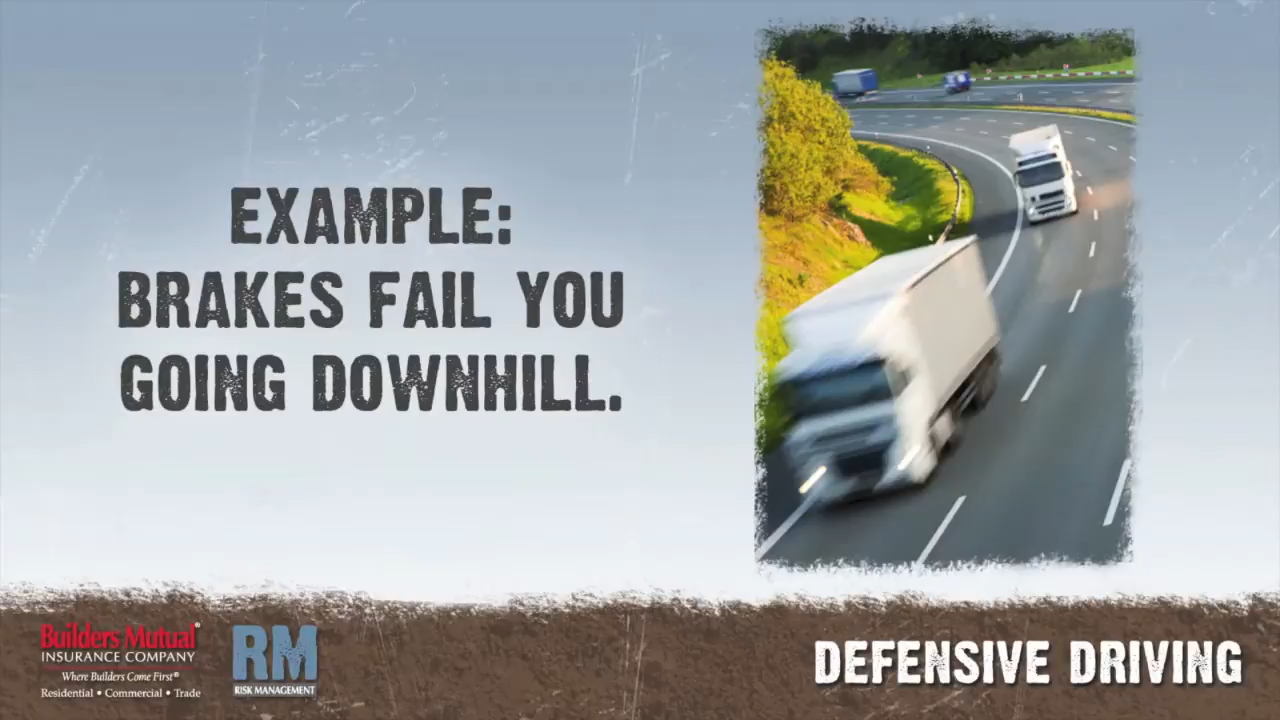 EXAMPLE:
BRAKES FAIL YOU
GOING DOWNHILL.
Builders Mutual®
INSURANCE COMPANY
Where Builders Come First®
Residential • Commercial • Trade
RM
RISK MANAGEMENT
DEFENSIVE DRIVING